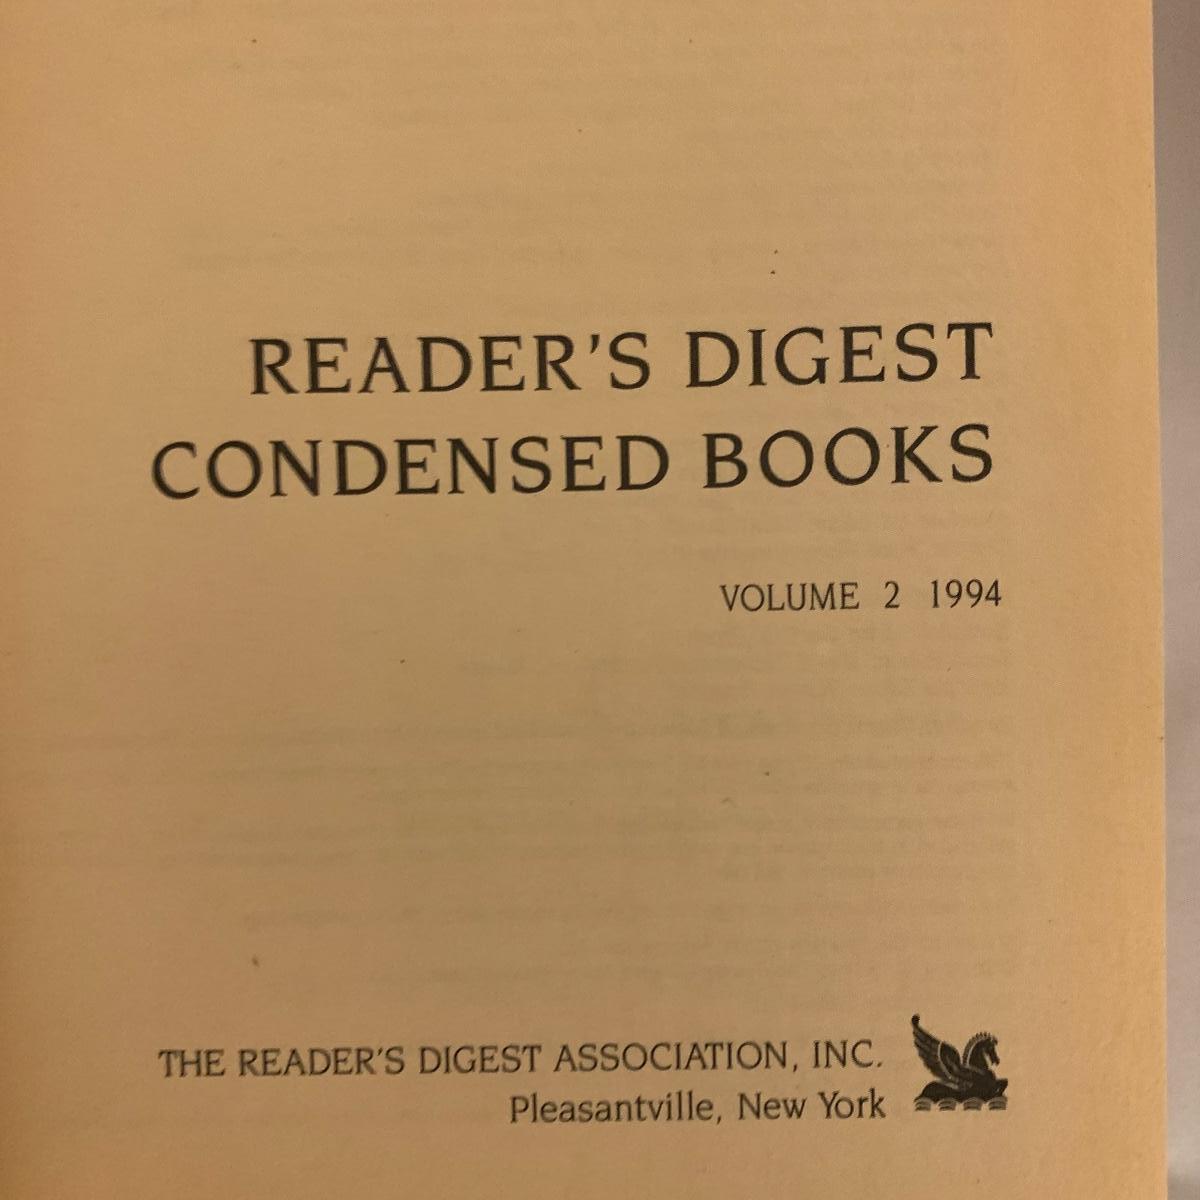 READER'S DIGEST
CONDENSED BOOKS
VOLUME 2 1994
THE READER'S DIGEST ASSOCIATION, INC.
Pleasantville, New York